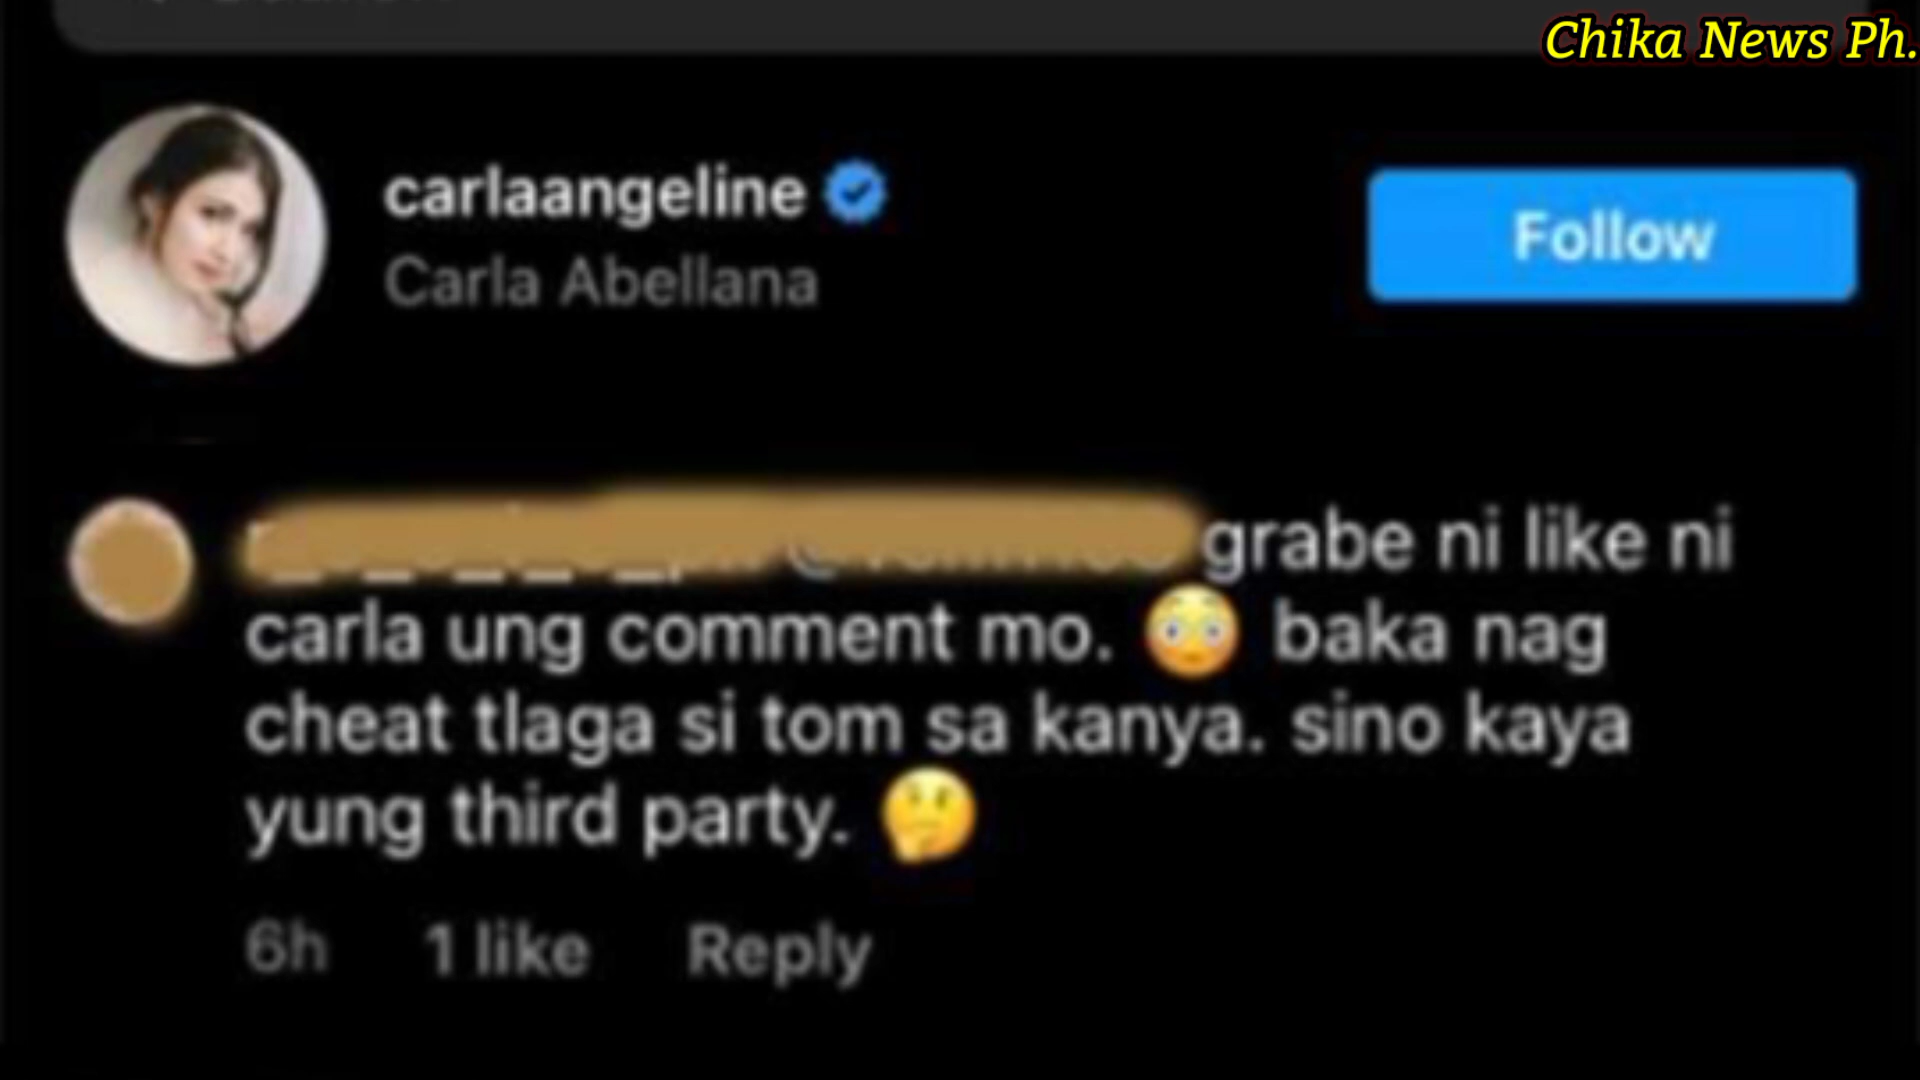 Chika News Ph.
carlaangeline
Carla Abellana
Follow
grabe ni like ni
carla ung comment mo. 😳 baka nag
cheat tlaga si tom sa kanya. sino kaya
yung third party. 🤔
6h 1 like Reply